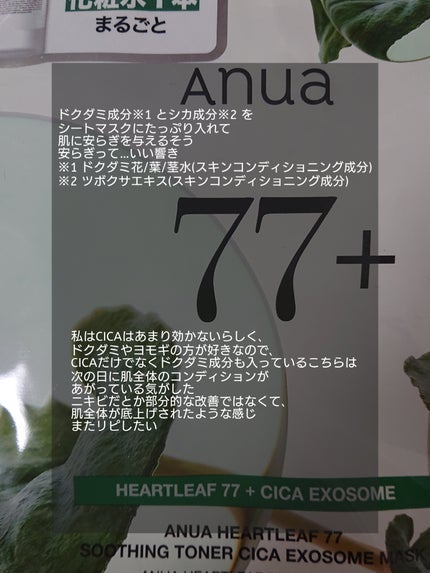 化粧水1本
まるごと
Anua
ドクダミ成分※1 とシカ成分※2 を
シートマスクにたっぷり入れて
肌に安らぎを与えるそう
安らぎって...いい響き
※1 ドクダミ花/葉/茎水(スキンコンディショニング成分)
※2 ツボクサエキス(スキンコンディショニング成分)
77+
私はCICAはあまり効かないらしく、
ドクダミやヨモギの方が好きなので、
CICAだけでなくドクダミ成分も入っているこちらは
次の日に肌全体のコンディションが
あがっている気がした
ニキビだとか部分的な改善ではなくて、
肌全体が底上げされたような感じ
またリピしたい
HEARTLEAF 77 + CICA EXOSOME
ANUA HEARTLEAF 77
SOOTHING TONER CICA EXOSOME MASK